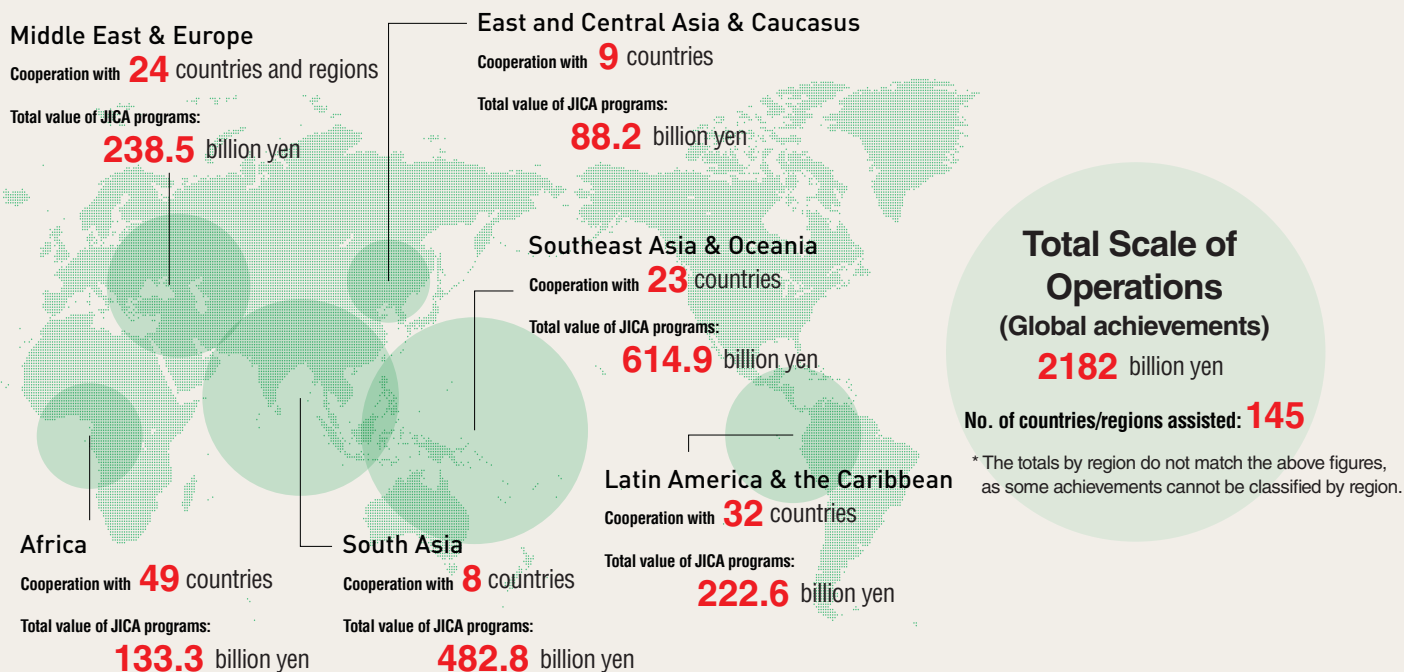 Middle East & Europe
Cooperation with 24 countries and regions
Total value of JICA programs:
238.5 billion yen
East and Central Asia & Caucasus
Cooperation with 9 countries
Total value of JICA programs:
88.2 billion yen
Southeast Asia & Oceania
Cooperation with 23 countries
Total value of JICA programs:
614.9 billion yen
Total Scale of
Operations
(Global achievements)
2182 billion yen
No. of countries/regions assisted: 145
* The totals by region do not match the above figures,
as some achievements cannot be classified by region.
Latin America & the Caribbean
Cooperation with 32 countries
Total value of JICA programs:
222.6 billion yen
Africa
Cooperation with 49 countries
Total value of JICA programs:
133.3 billion yen
South Asia
Cooperation with 8 countries
Total value of JICA programs:
482.8 billion yen